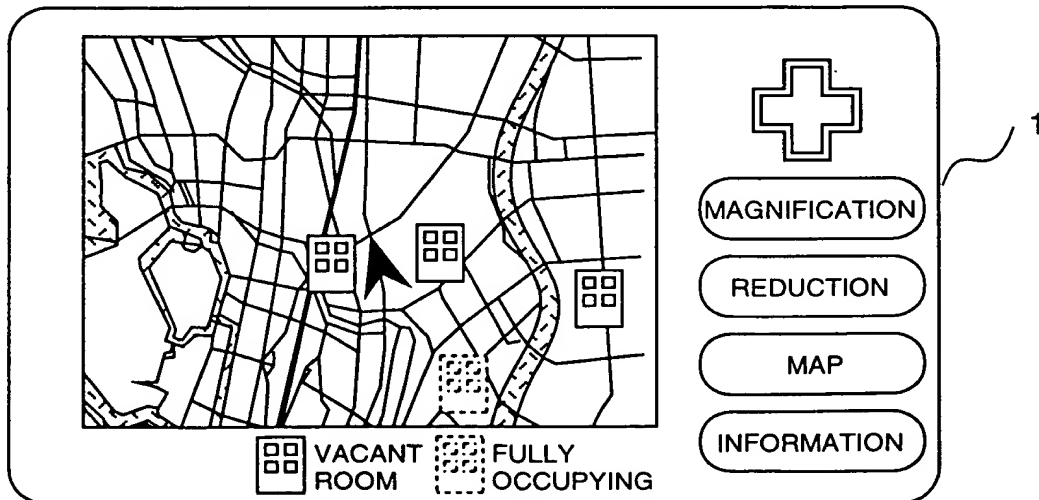 1
MAGNIFICATION
REDUCTION
MAP
INFORMATION
VACANT
ROOM
FULLY
OCCUPYING